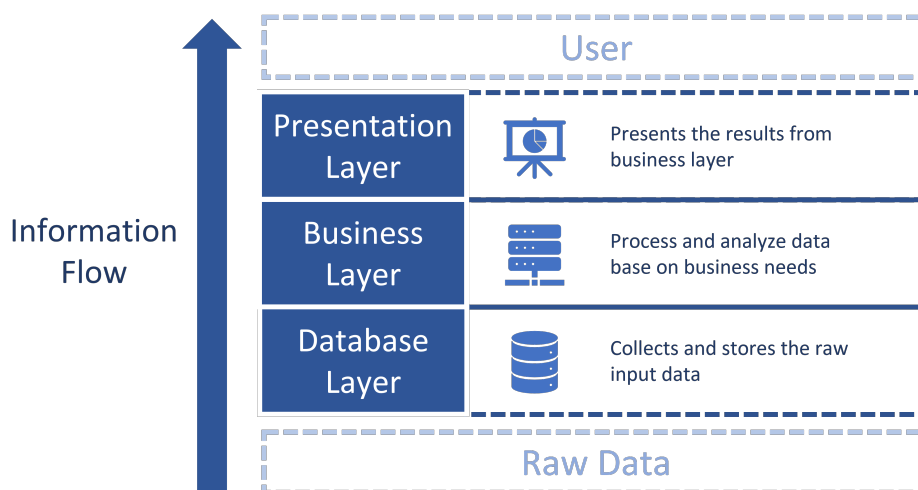 User
Presentation
Layer
Presents the results from
business layer
Information
Flow
Business
Layer
Process and analyze data
base on business needs
Database
Layer
Collects and stores the raw
input data
Raw Data